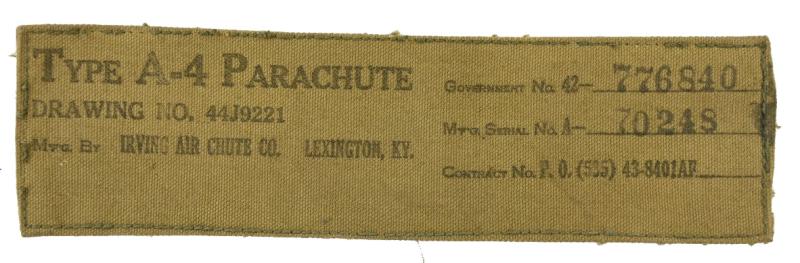 TYPE A-4 PARACHUTE
DRAWING NO. 44J9221
MFG. BY IRVING AIR CHUTE CO. LEXINGTON, KY.
GOVERNMENT NO. 42- 776840
MFG. SERIAL NO. A- 70248
CONTRACT NO. P. O. (535) 43-8401AF